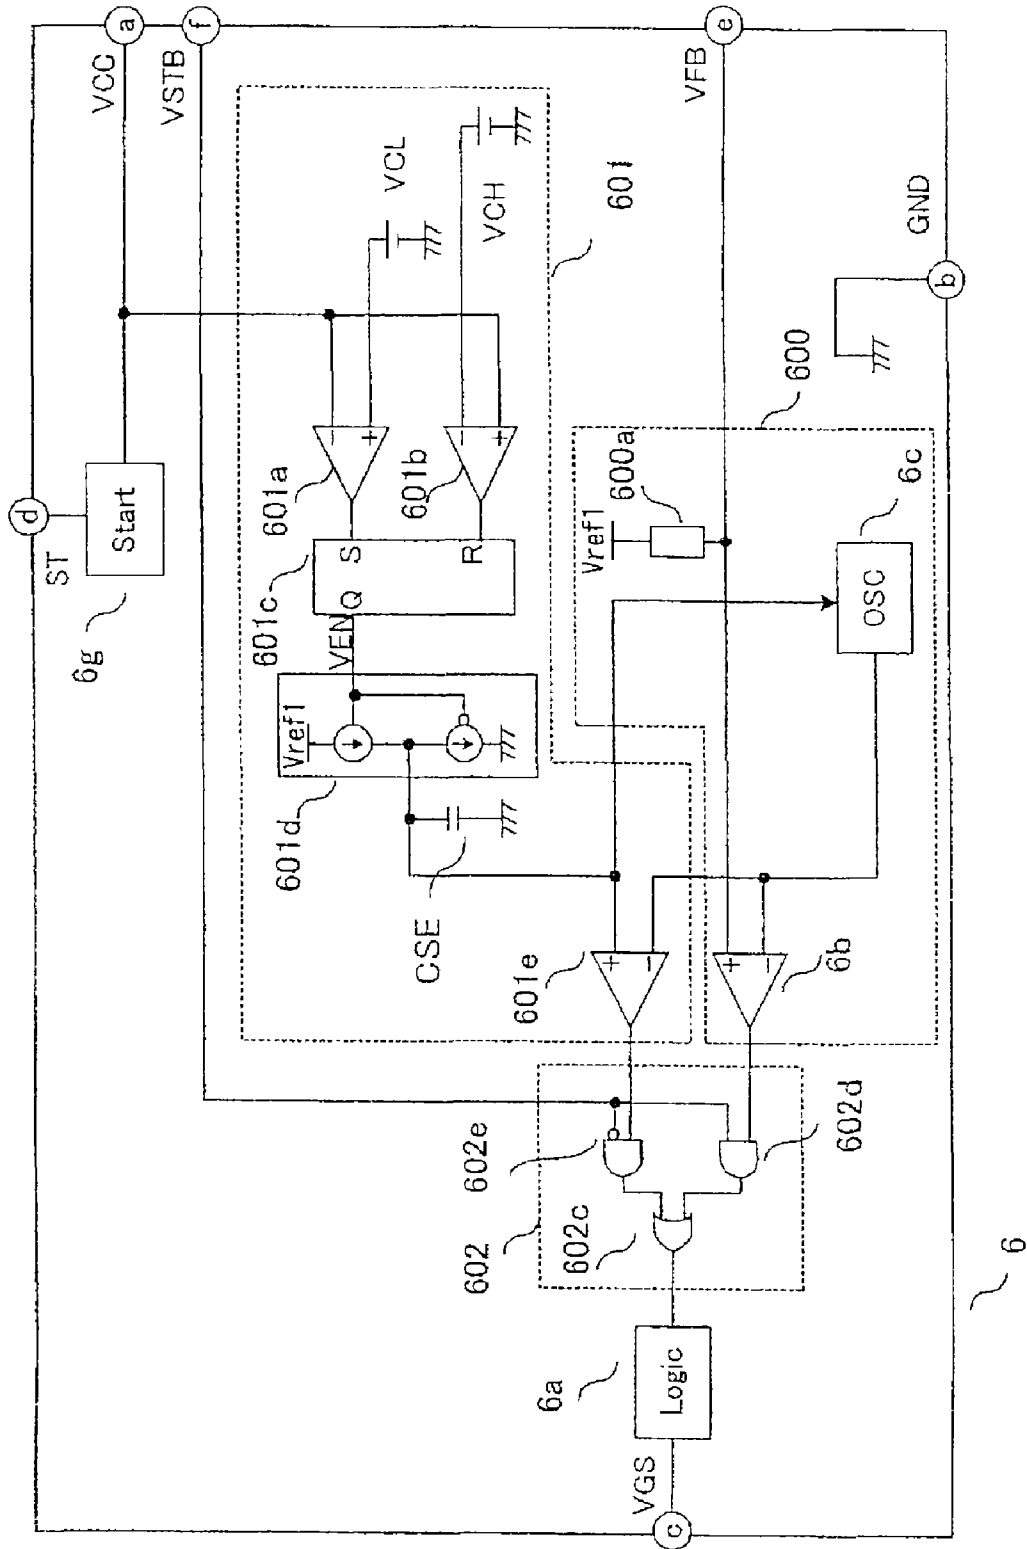 a
VCC
f
VSTB
e
VFB
d
ST
Start
6g
VCL
VCH
601
GND
b
601a
601b
601c
S
R
Q
VEN
Vref1
601d
CSE
601e
+
−
−
+
−
+
600
600a
Vref1
6c
OSC
+
−
6b
602
602e
602d
602c
6a
Logic
VGS
c
6